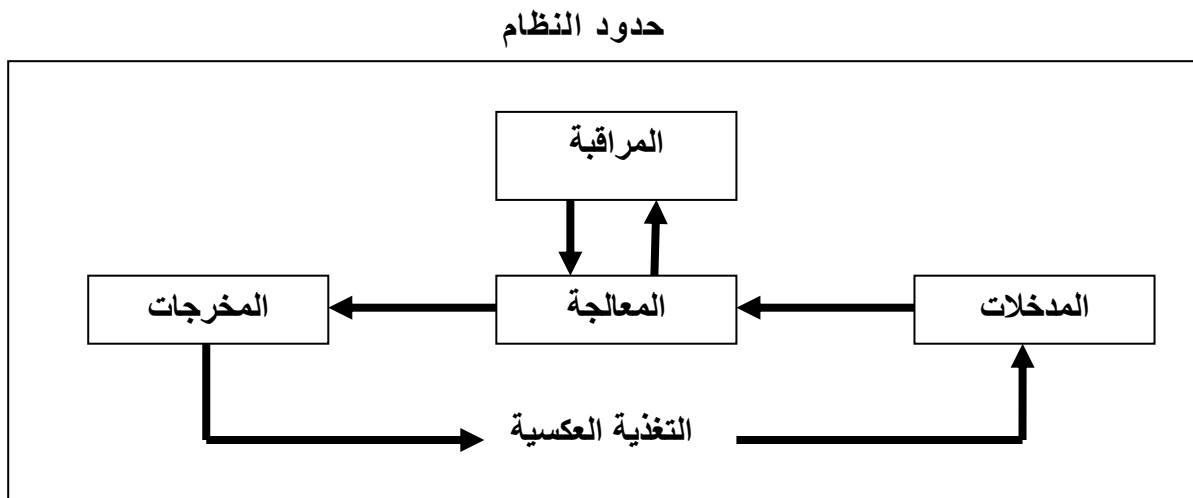 حدود النظام
المراقبة
المدخلات
المعالجة
المخرجات
التغذية العكسية